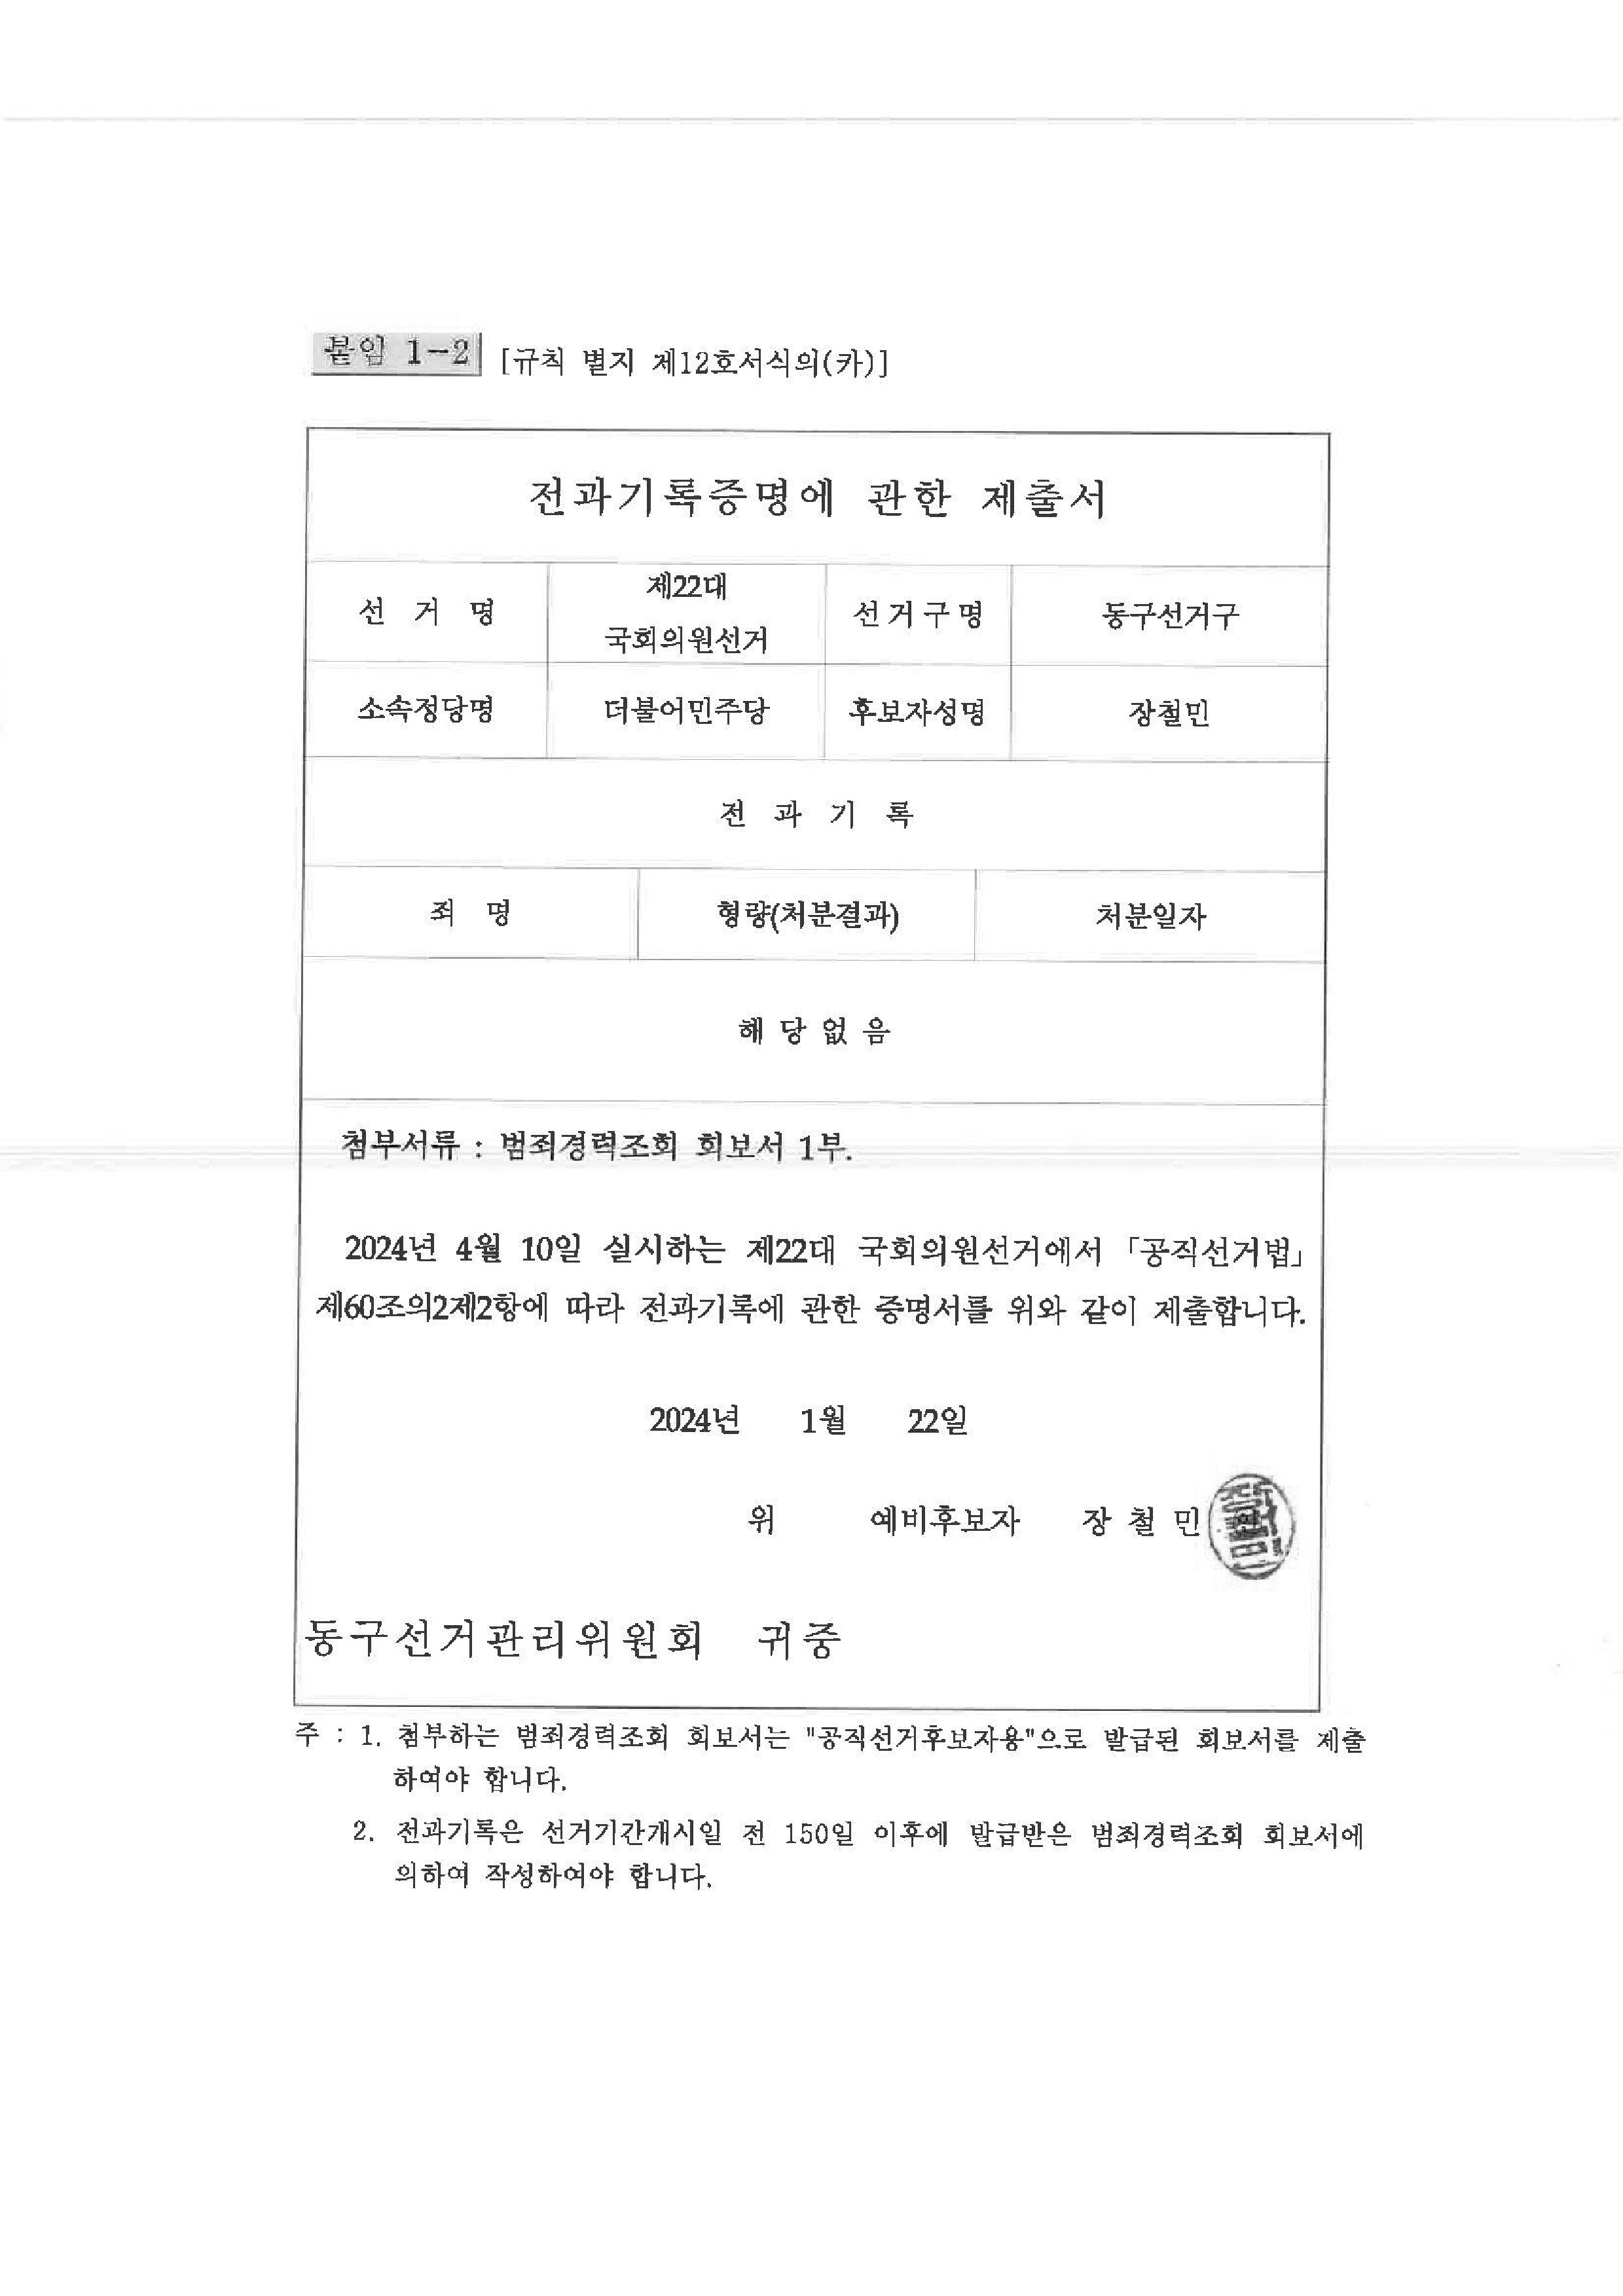 붙임 1-2 [규칙 별지 제12호서식의(카)]
전과기록증명에 관한 제출서
선 거 명 제22대 국회의원선거 선거구명 동구선거구
소속정당명 더불어민주당 후보자성명 장철민
전 과 기 록
죄 명 형량(처분결과) 처분일자
해 당 없 음
첨부서류 : 범죄경력조회 회보서 1부.
2024년 4월 10일 실시하는 제22대 국회의원선거에서 「공직선거법」
제60조의2제2항에 따라 전과기록에 관한 증명서를 위와 같이 제출합니다.
2024년 1월 22일
위 예비후보자 장 철 민
동구선거관리위원회 귀중
주 : 1. 첨부하는 범죄경력조회 회보서는 "공직선거후보자용"으로 발급된 회보서를 제출
하여야 합니다.
2. 전과기록은 선거기간개시일 전 150일 이후에 발급받은 범죄경력조회 회보서에
의하여 작성하여야 합니다.